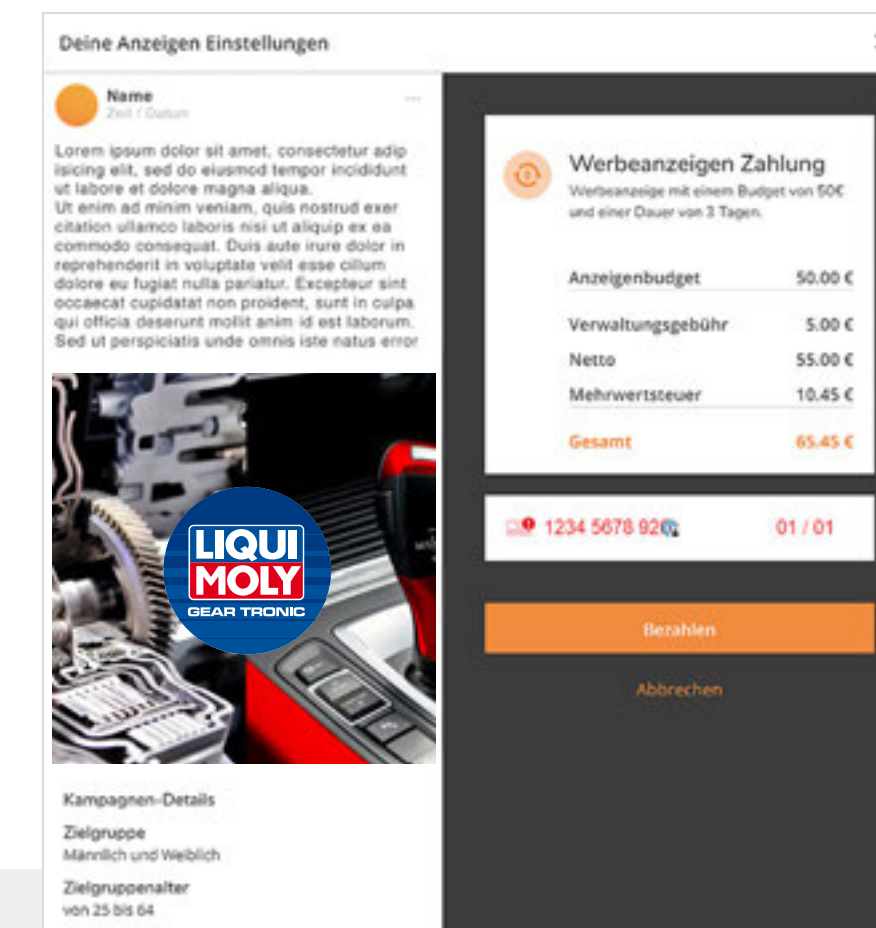 Deine Anzeigen Einstellungen
Name
Zeit / Datum
Lorem ipsum dolor sit amet, consectetur adip
isicing elit, sed do eiusmod tempor incididunt
ut labore et dolore magna aliqua.
Ut enim ad minim veniam, quis nostrud exer
citation ullamco laboris nisi ut aliquip ex ea
commodo consequat. Duis aute irure dolor in
reprehenderit in voluptate velit esse cillum
dolore eu fugiat nulla pariatur. Excepteur sint
occaecat cupidatat non proident, sunt in culpa
qui officia deserunt mollit anim id est laborum.
Sed ut perspiciatis unde omnis iste natus error
LIQUI
MOLY
GEAR TRONIC
Kampagnen-Details
Zielgruppe
Männlich und Weiblich
Zielgruppenalter
von 25 bis 64
Werbeanzeigen Zahlung
Werbeanzeige mit einem Budget von 50€
und einer Dauer von 3 Tagen.
Anzeigenbudget 50.00 €
Verwaltungsgebühr 5.00 €
Netto 55.00 €
Mehrwertsteuer 10.45 €
Gesamt 65.45 €
1234 5678 92 01 / 01
Bezahlen
Abbrechen